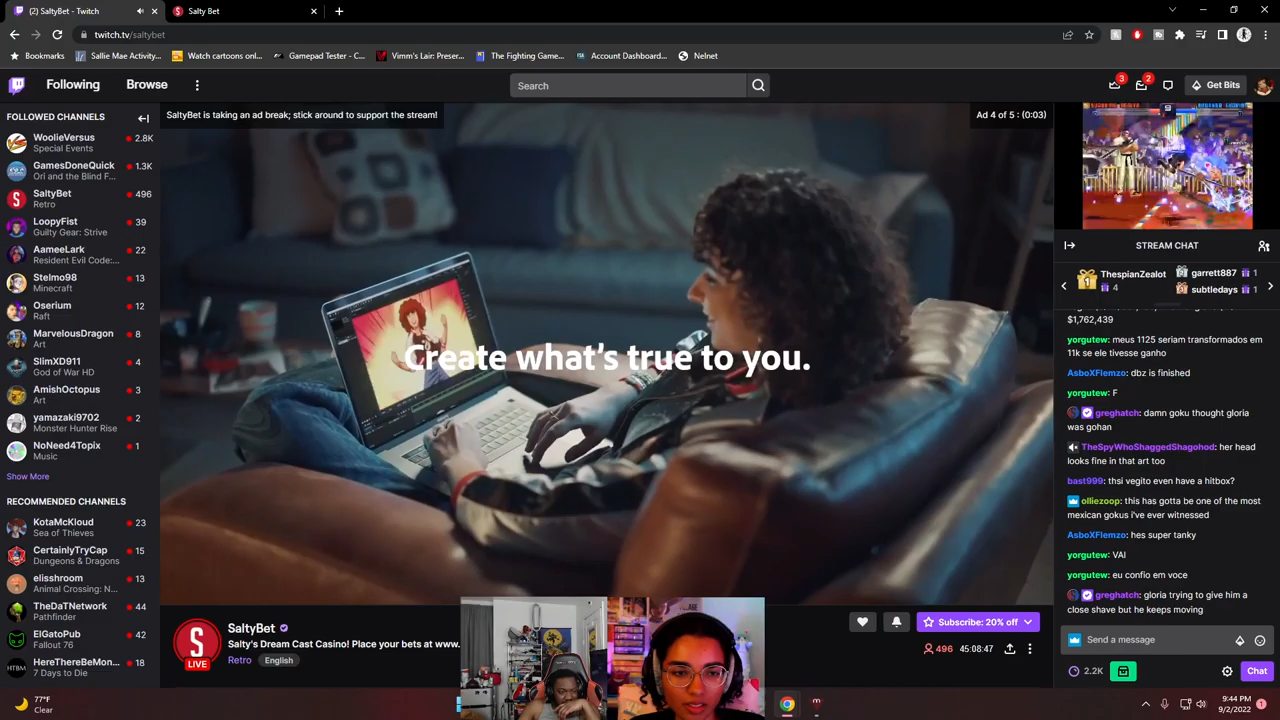 (2) SaltyBet - Twitch
Salty Bet
twitch.tv/saltybet
Bookmarks
Sallie Mae Activity...
Watch cartoons onl...
Gamepad Tester - C...
Vimm's Lair: Preser...
The Fighting Game...
Account Dashboard...
Nelnet
Following
Browse
Search
3
2
Get Bits
FOLLOWED CHANNELS
WoolieVersus
2.8K
Special Events
GamesDoneQuick
1.3K
Ori and the Blind F...
SaltyBet
496
Retro
LoopyFist
39
Guilty Gear: Strive
AameeLark
22
Resident Evil Code:...
Stelmo98
13
Minecraft
Oserium
12
Temtem
MarvelousDragon
8
Art
SlimXD911
4
God of War HD
AmishOctopus
3
Art
yamazaki9702
2
Monster Hunter Rise
NoNeed4Topix
1
Music
Show More
RECOMMENDED CHANNELS
KotaMcKloud
23
Sea of Thieves
CertainlyTryCap
15
Dungeons & Dragons
elisshroom
13
Animal Crossing: N...
TheDaTNetwork
44
Pathfinder
ElGatoPub
42
Fallout 76
HereThereBeMon...
18
7 Days to Die
SaltyBet is taking an ad break; stick around to support the stream!
Ad 4 of 5 : (0:03)
Create what's true to you.
S
LIVE
SaltyBet
Salty's Dream Cast Casino! Place your bets at www.
Retro
English
Subscribe: 20% off
496
45:08:47
STREAM CHAT
1
ThespianZealot
4
garrett887 1
subtledays 1
$1,762,439
yorgutew: meus 1125 seriam transformados em
11k se ele tivesse ganho
AsboXFlemzo: dbz is finished
yorgutew: F
greghatch: damn goku thought gloria
was gohan
TheSpyWhoShaggedShagohod: her head
looks fine in that art too
bast999: thsi vegito even have a hitbox?
olliezoop: this has gotta be one of the most
mexican gokus i've ever witnessed
AsboXFlemzo: hes super tanky
yorgutew: VAI
yorgutew: eu confio em voce
greghatch: gloria trying to give him a
close shave but he keeps moving
Send a message
2.2K
Chat
77°F
Clear
9:44 PM
9/2/2022
1